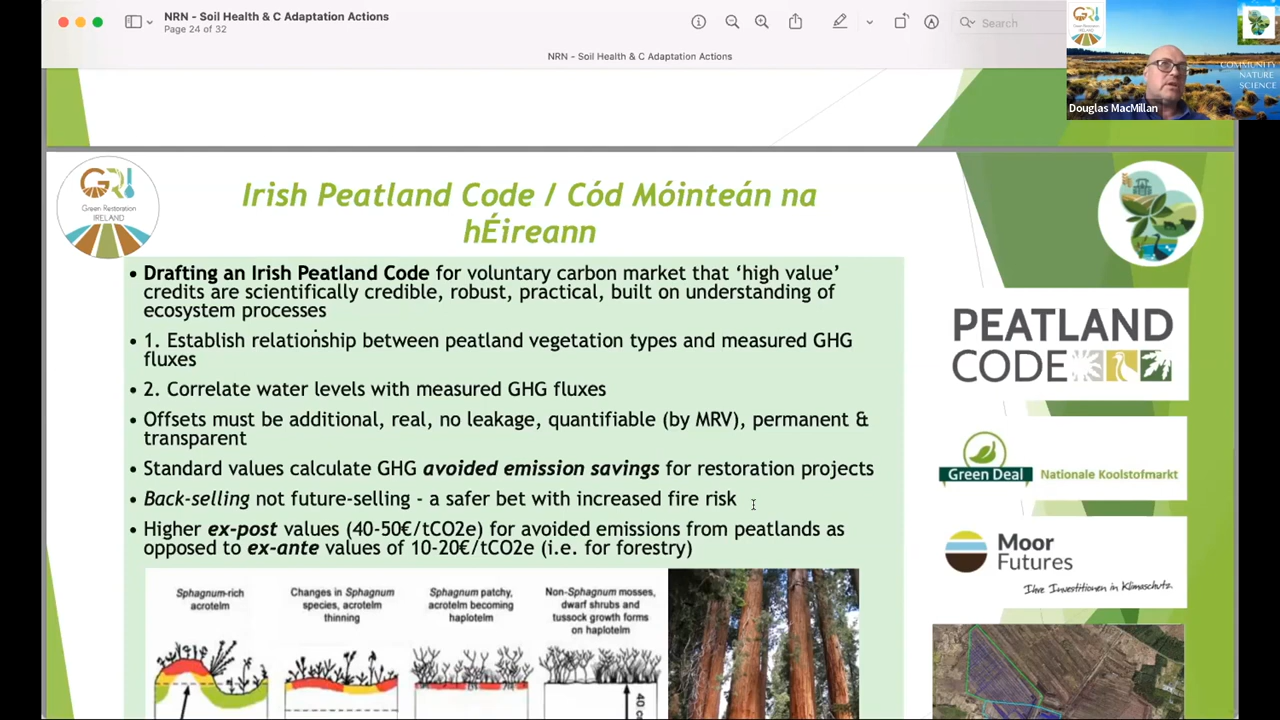 NRN - Soil Health & C Adaptation Actions
Page 24 of 32
Search
NRN - Soil Health & C Adaptation Actions
GRI
COMMUNITY
NATURE
SCIENCE
Douglas MacMillan
GRI
Green Restoration
IRELAND
Irish Peatland Code / Cód Móinteán na
hÉireann
• Drafting an Irish Peatland Code for voluntary carbon market that ‘high value’
credits are scientifically credible, robust, practical, built on understanding of
ecosystem processes
• 1. Establish relationship between peatland vegetation types and measured GHG
fluxes
• 2. Correlate water levels with measured GHG fluxes
• Offsets must be additional, real, no leakage, quantifiable (by MRV), permanent &
transparent
• Standard values calculate GHG avoided emission savings for restoration projects
• Back-selling not future-selling - a safer bet with increased fire risk
• Higher ex-post values (40-50€/tCO2e) for avoided emissions from peatlands as
opposed to ex-ante values of 10-20€/tCO2e (i.e. for forestry)
PEATLAND
CODE
Green Deal
Nationale Koolstofmarkt
Moor
Futures
Ihre Investitionen in Klimaschutz.
Sphagnum-rich
acrotelm
Changes in Sphagnum
species, acrotelm
thinning
Sphagnum patchy,
acrotelm becoming
haplotelm
Non-Sphagnum mosses,
dwarf shrubs and
tussock growth forms
on haplotelm